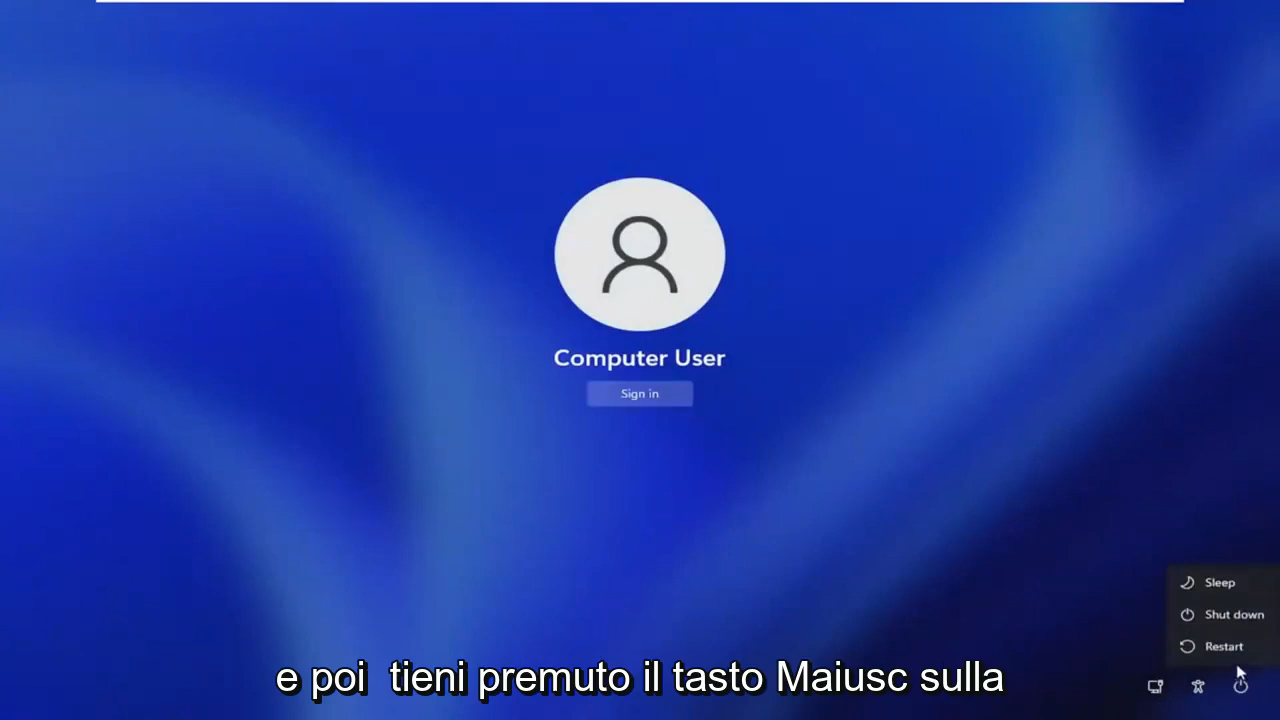 Computer User
Sign in
Sleep
Shut down
Restart
e poi  tieni premuto il tasto Maiusc sulla